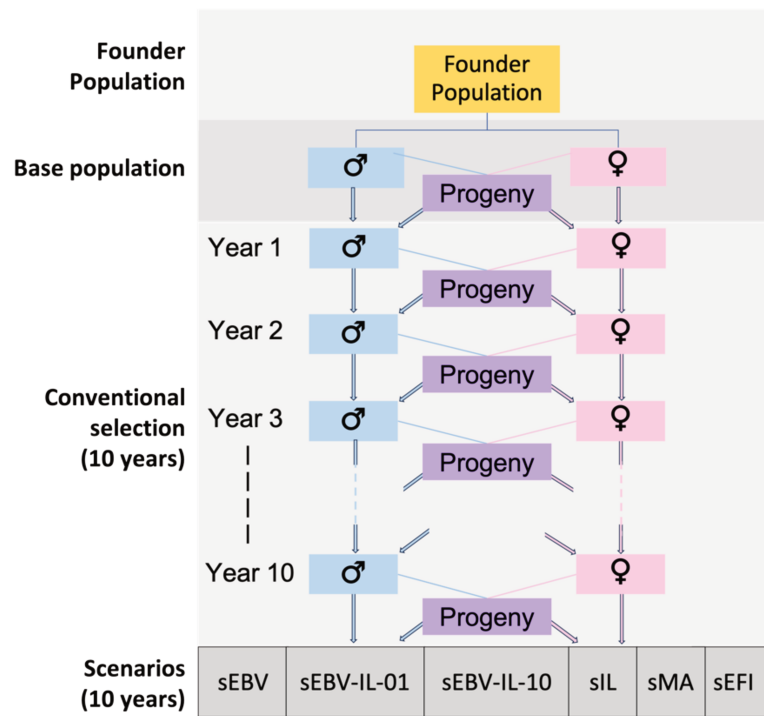 Founder
Population
Founder
Population
Base population
♂
♀
Progeny
Year 1
♂
♀
Progeny
Year 2
♂
♀
Progeny
Conventional
selection
(10 years)
Year 3
♂
♀
Progeny
Year 10
♂
♀
Progeny
Scenarios
(10 years)
sEBV
sEBV-IL-01
sEBV-IL-10
sIL
sMA
sEFI